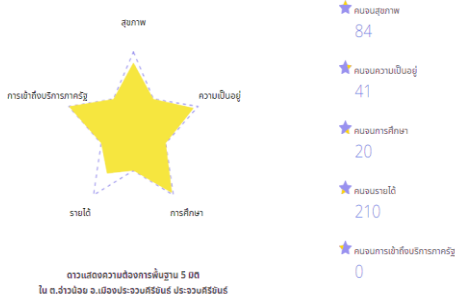 สุขภาพ
การเข้าถึงบริการภาครัฐ
ความเป็นอยู่
รายได้
การศึกษา
ดาวแสดงความต้องการพื้นฐาน 5 มิติ
ใน ต.อ่าวน้อย อ.เมืองประจวบคีรีขันธ์ ประจวบคีรีขันธ์
คนจนสุขภาพ
84
คนจนความเป็นอยู่
41
คนจนการศึกษา
20
คนจนรายได้
210
คนจนการเข้าถึงบริการภาครัฐ
0